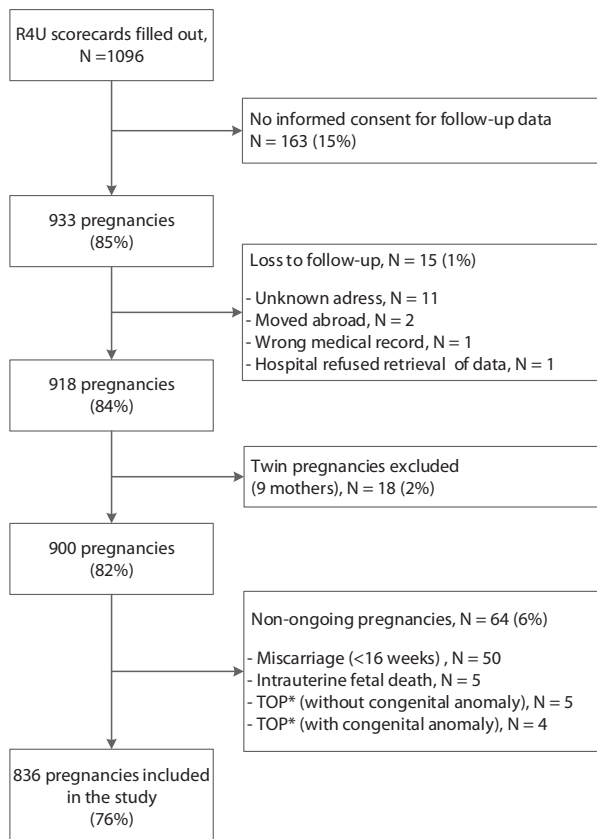 R4U scorecards filled out,
N =1096
No informed consent for follow-up data
N = 163 (15%)
933 pregnancies
(85%)
Loss to follow-up, N = 15 (1%)
- Unknown adress, N = 11
- Moved abroad, N = 2
- Wrong medical record, N = 1
- Hospital refused retrieval of data, N = 1
918 pregnancies
(84%)
Twin pregnancies excluded
(9 mothers), N = 18 (2%)
900 pregnancies
(82%)
Non-ongoing pregnancies, N = 64 (6%)
- Miscarriage (<16 weeks) , N = 50
- Intrauterine fetal death, N = 5
- TOP* (without congenital anomaly), N = 5
- TOP* (with congenital anomaly), N = 4
836 pregnancies included
in the study
(76%)